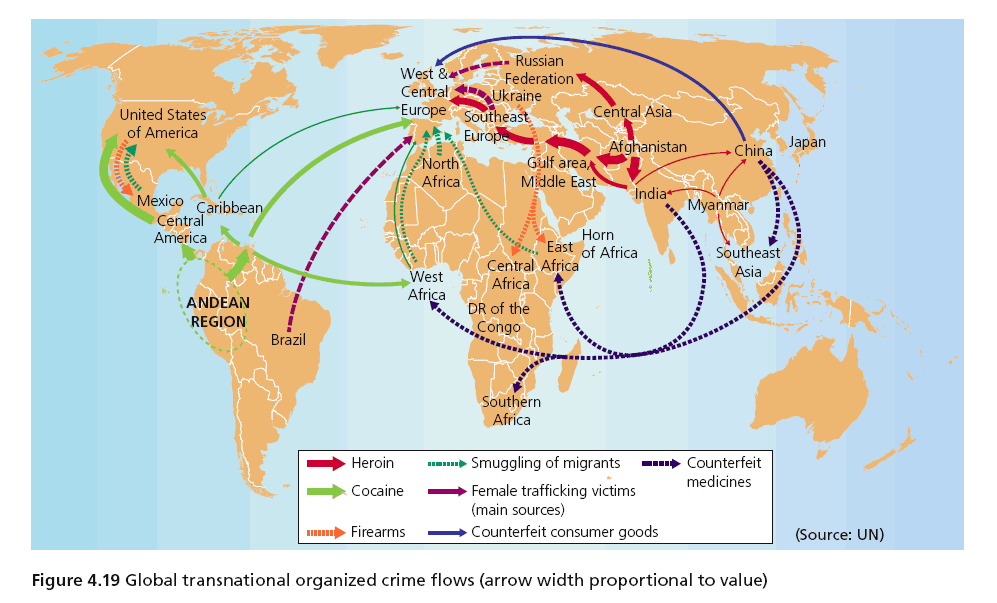 West &
Central
Europe
Russian
Federation
Ukraine
Southeast
Europe
Central Asia
United States
of America
Afghanistan
China
Japan
Gulf area,
Middle East
North
Africa
India
Myanmar
Mexico
Caribbean
Central
America
Southeast
Asia
Horn
of Africa
East
Africa
Central
Africa
West
Africa
ANDEAN
REGION
DR of the
Congo
Brazil
Southern
Africa
Heroin
Smuggling of migrants
Counterfeit
medicines
Cocaine
Female trafficking victims
(main sources)
Firearms
Counterfeit consumer goods
(Source: UN)
Figure 4.19 Global transnational organized crime flows (arrow width proportional to value)